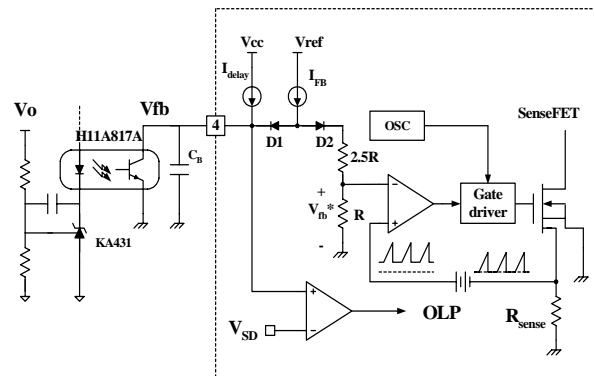 Vcc
Vref
Idelay
IFB
Vo
Vfb
4
SenseFET
H11A817A
D1
D2
OSC
CB
2.5R
+
Vfb*
R
-
−
+
Gate
driver
KA431
+
−
VSD
OLP
Rsense